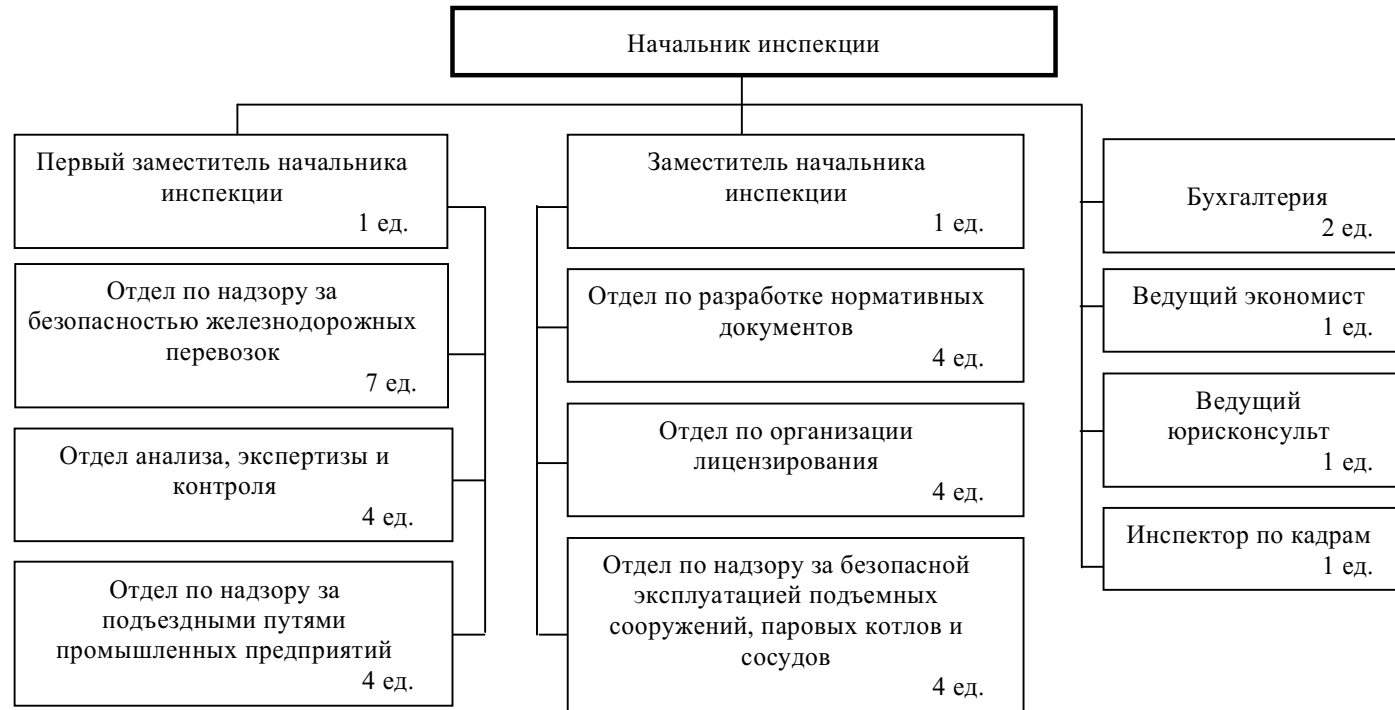 Начальник инспекции
Первый заместитель начальника
инспекции
1 ед.
Отдел по надзору за
безопасностью железнодорожных
перевозок
7 ед.
Отдел анализа, экспертизы и
контроля
4 ед.
Отдел по надзору за
подъездными путями
промышленных предприятий
4 ед.
Заместитель начальника
инспекции
1 ед.
Отдел по разработке нормативных
документов
4 ед.
Отдел по организации
лицензирования
4 ед.
Отдел по надзору за безопасной
эксплуатацией подъемных
сооружений, паровых котлов и
сосудов
4 ед.
Бухгалтерия
2 ед.
Ведущий экономист
1 ед.
Ведущий
юрисконсульт
1 ед.
Инспектор по кадрам
1 ед.